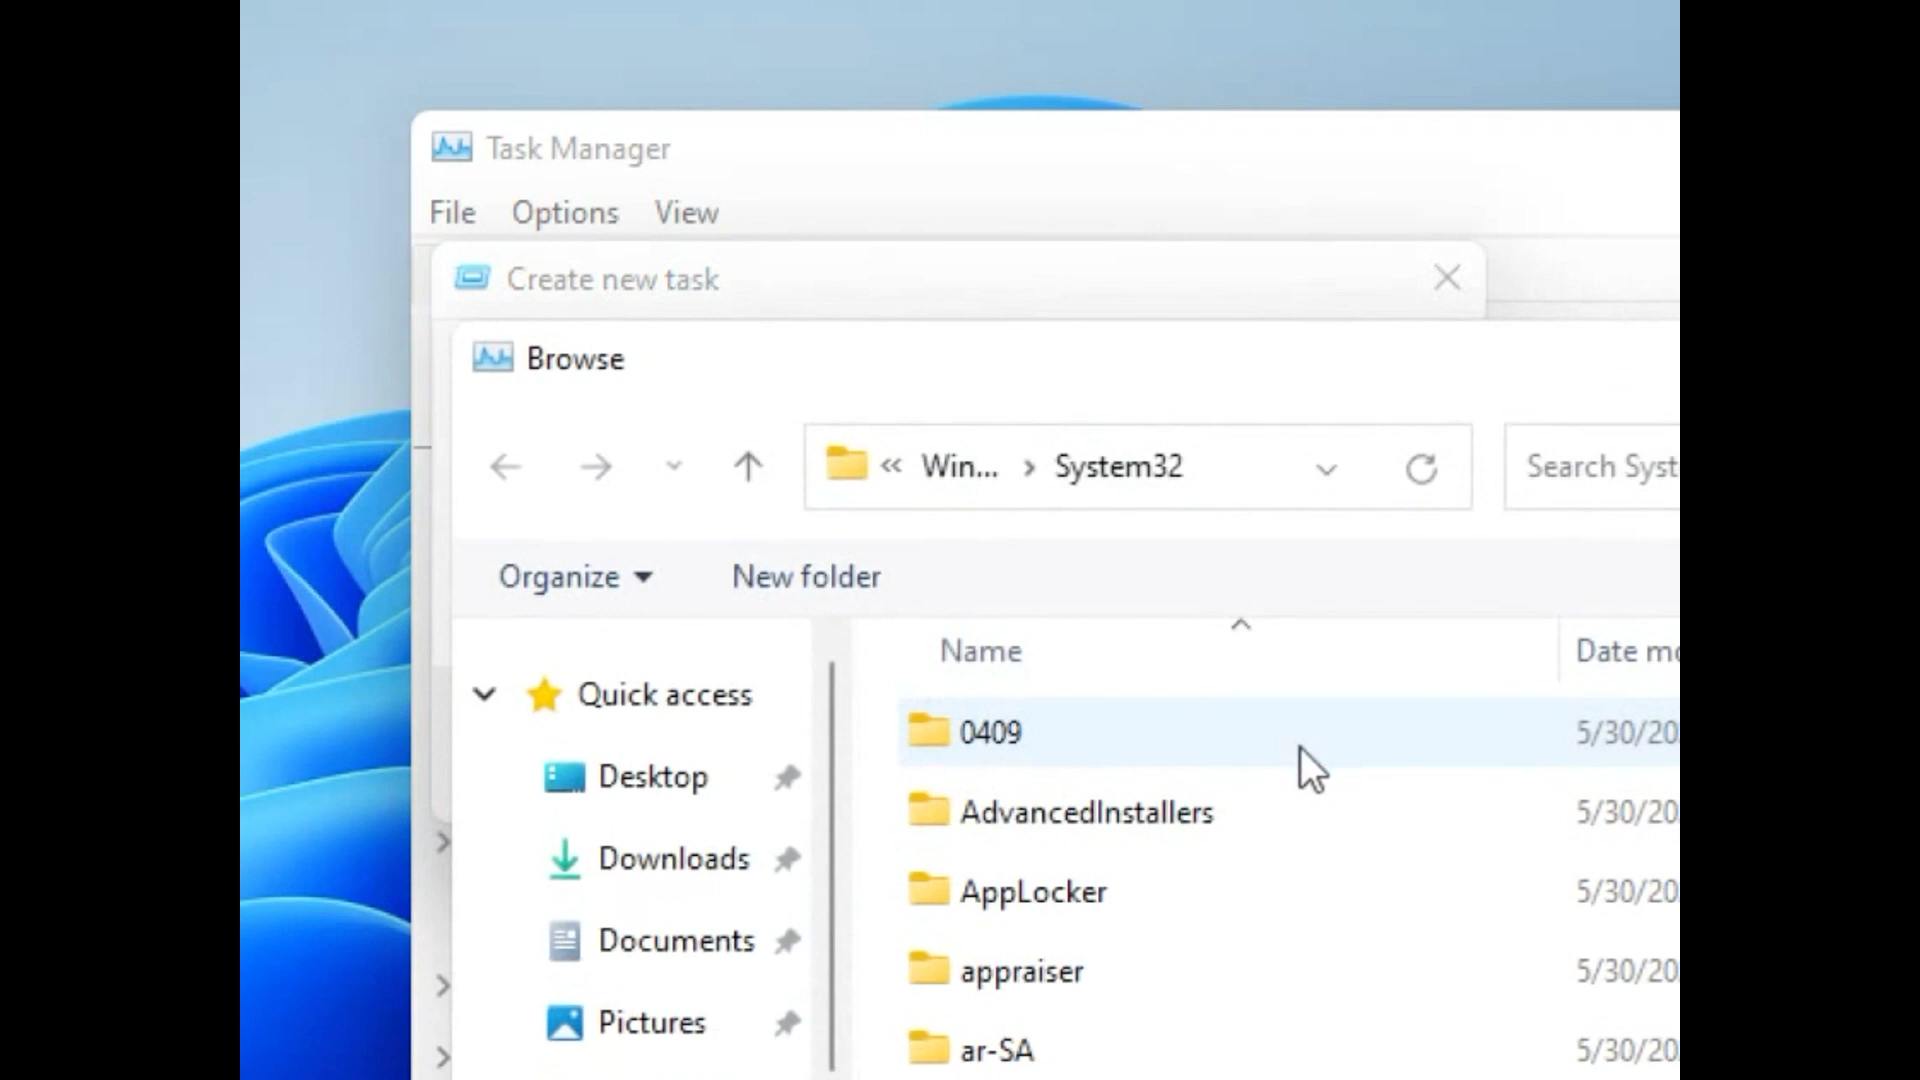 Task Manager
File Options View
Create new task
Browse
« Win... › System32
Search Syst
Organize New folder
Name Date mo
Quick access
0409 5/30/20
Desktop
AdvancedInstallers 5/30/20
Downloads
AppLocker 5/30/20
Documents
appraiser 5/30/20
Pictures
ar-SA 5/30/20